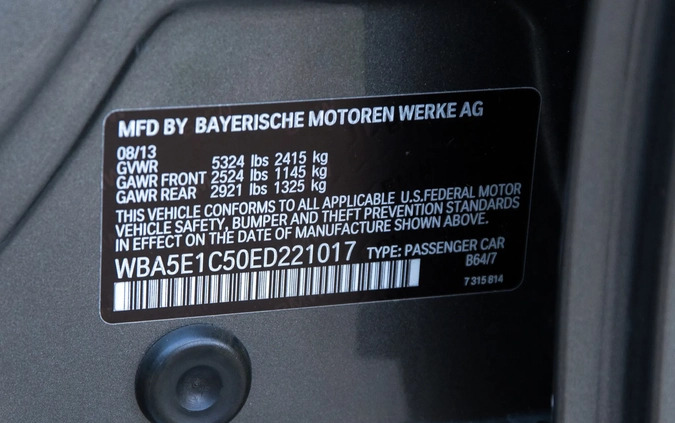 MFD BY BAYERISCHE MOTOREN WERKE AG
08/13
GVWR 5324 lbs 2415 kg
GAWR FRONT 2524 lbs 1145 kg
GAWR REAR 2921 lbs 1325 kg
THIS VEHICLE CONFORMS TO ALL APPLICABLE U.S.FEDERAL MOTOR
VEHICLE SAFETY, BUMPER AND THEFT PREVENTION STANDARDS
IN EFFECT ON THE DATE OF MANUFACTURE SHOWN ABOVE.
WBA5E1C50ED221017 TYPE: PASSENGER CAR
B64/7
7 315 814